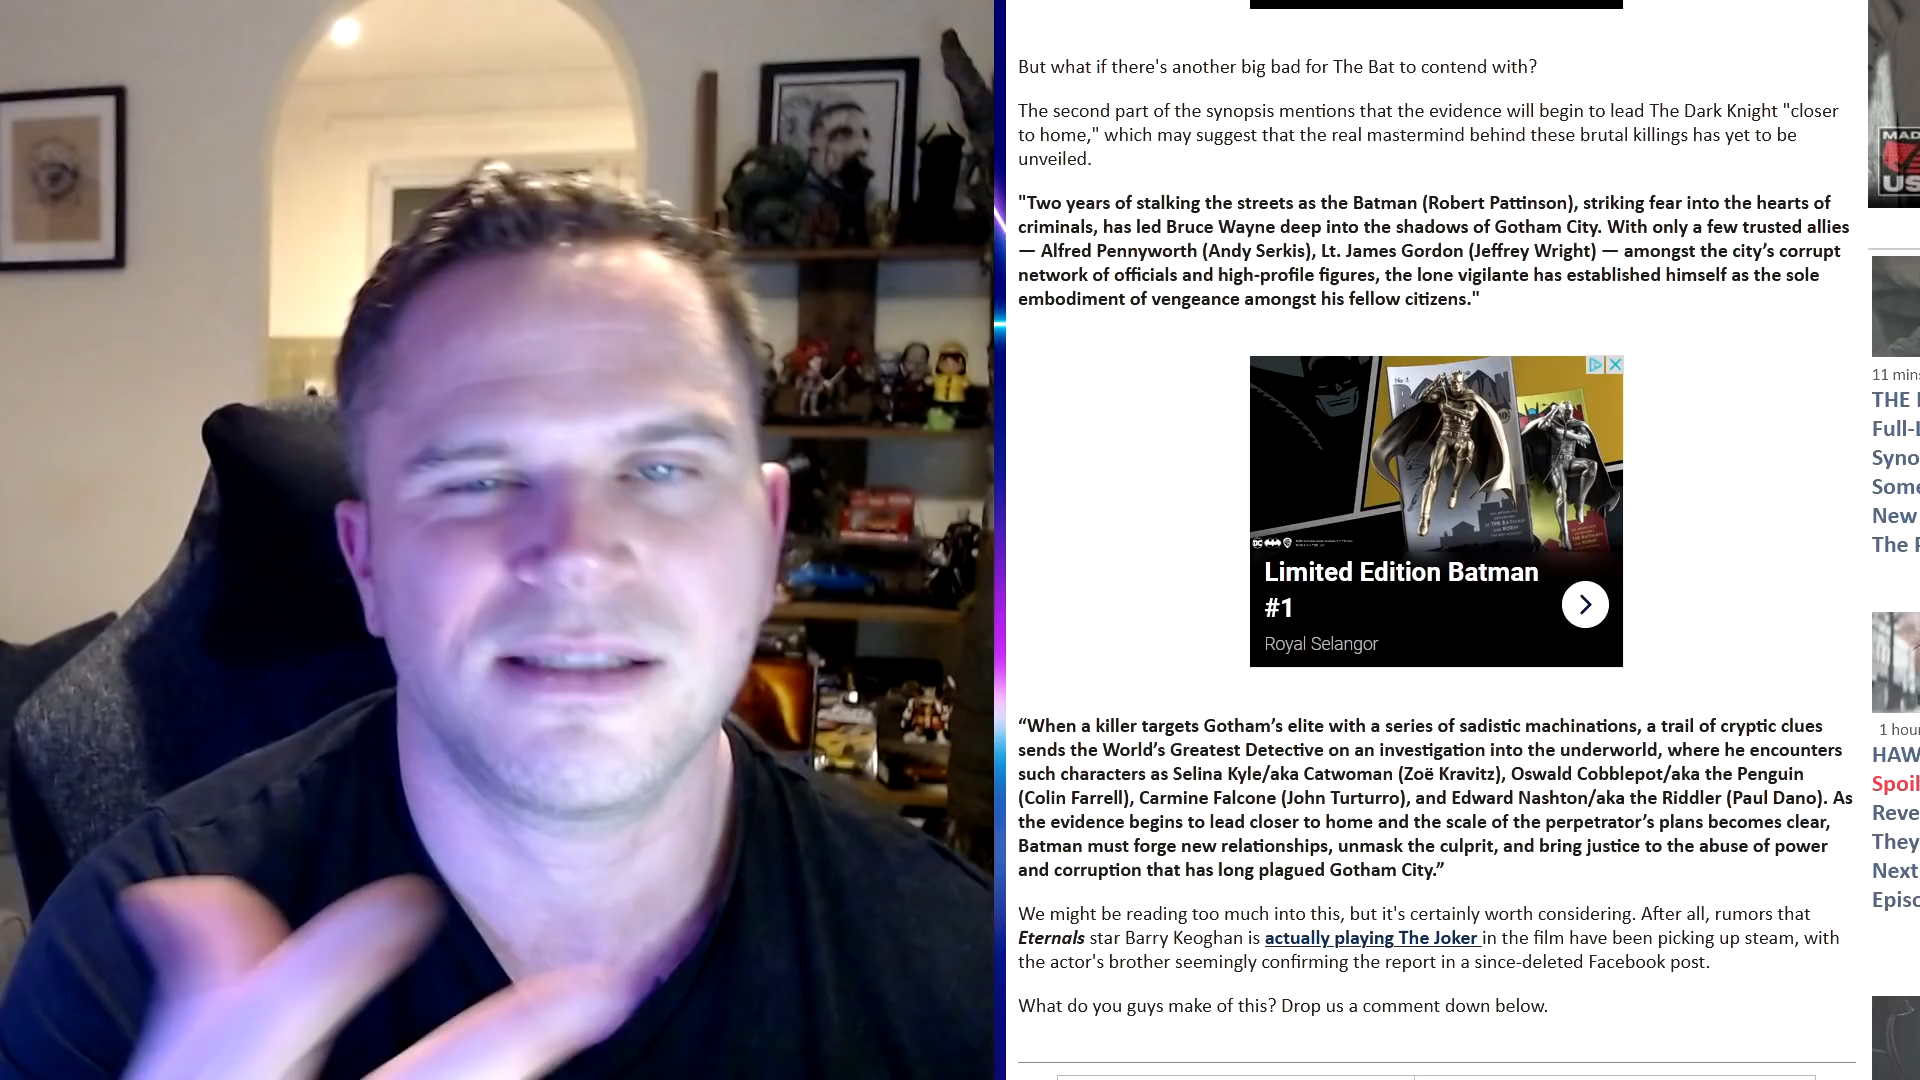 But what if there's another big bad for The Bat to contend with?
The second part of the synopsis mentions that the evidence will begin to lead The Dark Knight "closer
to home," which may suggest that the real mastermind behind these brutal killings has yet to be
unveiled.
"Two years of stalking the streets as the Batman (Robert Pattinson), striking fear into the hearts of
criminals, has led Bruce Wayne deep into the shadows of Gotham City. With only a few trusted allies
— Alfred Pennyworth (Andy Serkis), Lt. James Gordon (Jeffrey Wright) — amongst the city’s corrupt
network of officials and high-profile figures, the lone vigilante has established himself as the sole
embodiment of vengeance amongst his fellow citizens."
Limited Edition Batman
#1
Royal Selangor
“When a killer targets Gotham’s elite with a series of sadistic machinations, a trail of cryptic clues
sends the World’s Greatest Detective on an investigation into the underworld, where he encounters
such characters as Selina Kyle/aka Catwoman (Zoë Kravitz), Oswald Cobblepot/aka the Penguin
(Colin Farrell), Carmine Falcone (John Turturro), and Edward Nashton/aka the Riddler (Paul Dano). As
the evidence begins to lead closer to home and the scale of the perpetrator’s plans becomes clear,
Batman must forge new relationships, unmask the culprit, and bring justice to the abuse of power
and corruption that has long plagued Gotham City.”
We might be reading too much into this, but it's certainly worth considering. After all, rumors that
Eternals star Barry Keoghan is actually playing The Joker in the film have been picking up steam, with
the actor's brother seemingly confirming the report in a since-deleted Facebook post.
What do you guys make of this? Drop us a comment down below.
MAD
US
11 mins
THE
Full-L
Syno
Some
New
The
1 hour
HAW
Spoil
Reve
They
Next
Episo